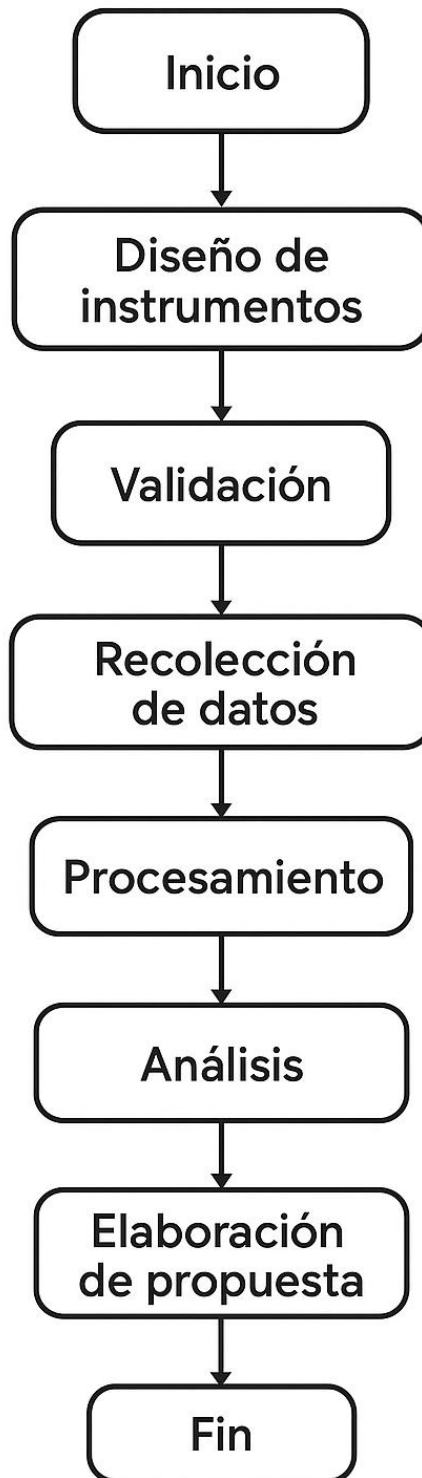 Inicio
Diseño de
instrumentos
Validación
Recolección
de datos
Procesamiento
Análisis
Elaboración
de propuesta
Fin